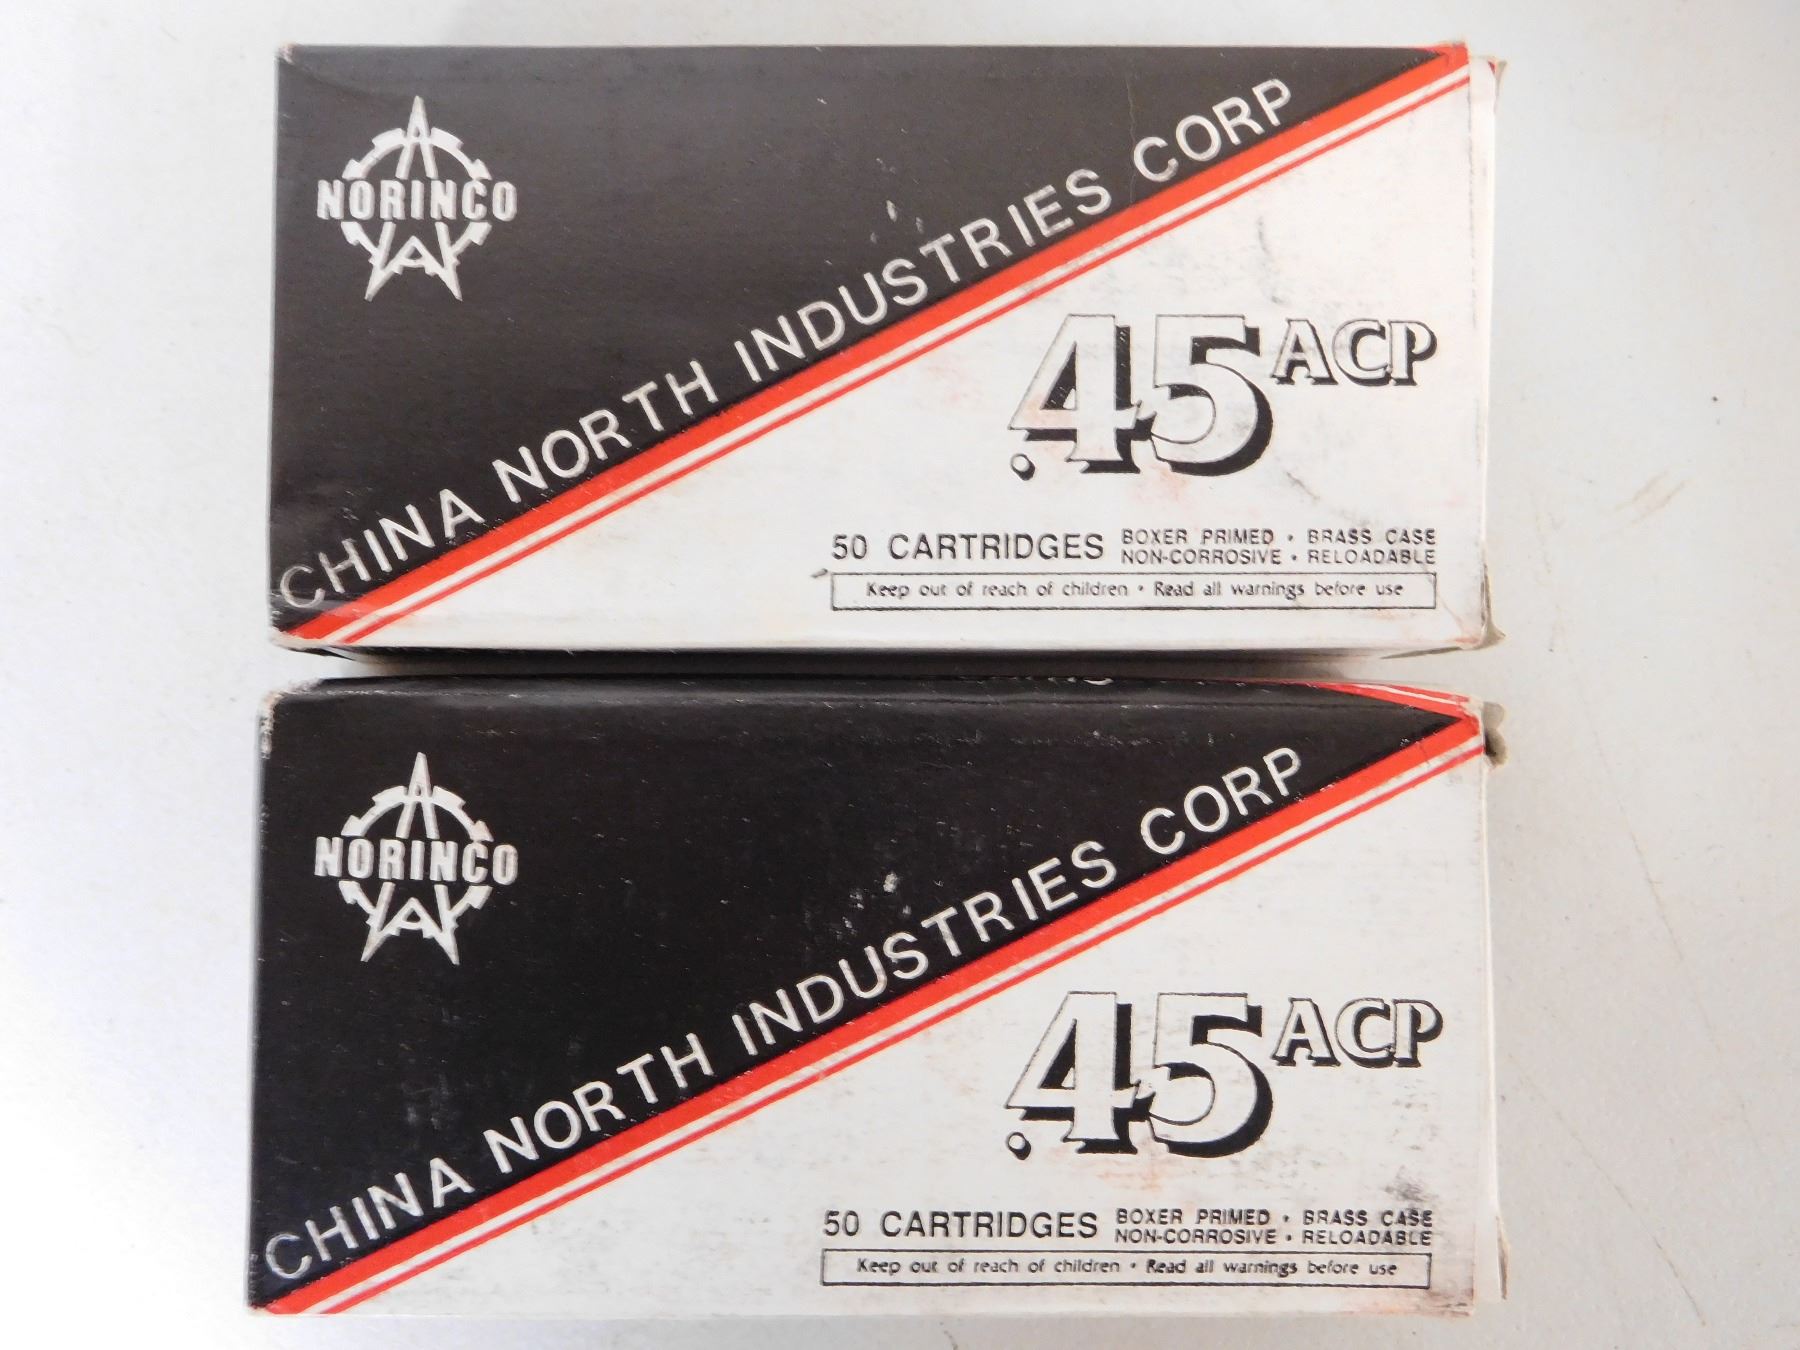 NORINCO
CHINA NORTH INDUSTRIES CORP
.45 ACP
50 CARTRIDGES
BOXER PRIMED • BRASS CASE
NON-CORROSIVE • RELOADABLE
Keep out of reach of children • Read all warnings before use
NORINCO
CHINA NORTH INDUSTRIES CORP
.45 ACP
50 CARTRIDGES
BOXER PRIMED • BRASS CASE
NON-CORROSIVE • RELOADABLE
Keep out of reach of children • Read all warnings before use